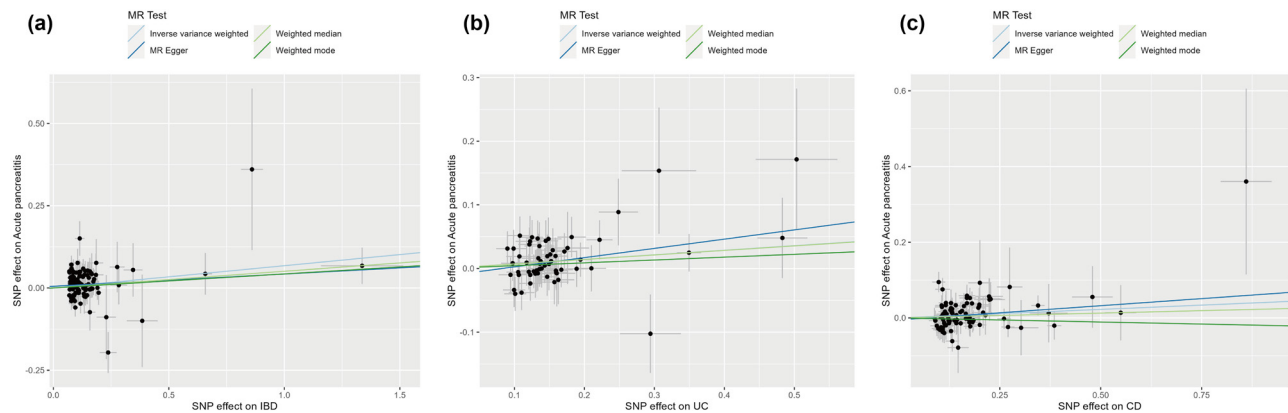 (a)
MR Test
Inverse variance weighted
Weighted median
MR Egger
Weighted mode
SNP effect on Acute pancreatitis
0.50
0.25
0.00
-0.25
0.0
0.5
1.0
1.5
SNP effect on IBD
(b)
MR Test
Inverse variance weighted
Weighted median
MR Egger
Weighted mode
SNP effect on Acute pancreatitis
0.3
0.2
0.1
0.0
-0.1
0.1
0.2
0.3
0.4
0.5
SNP effect on UC
(c)
MR Test
Inverse variance weighted
Weighted median
MR Egger
Weighted mode
SNP effect on Acute pancreatitis
0.6
0.4
0.2
0.0
0.25
0.50
0.75
SNP effect on CD